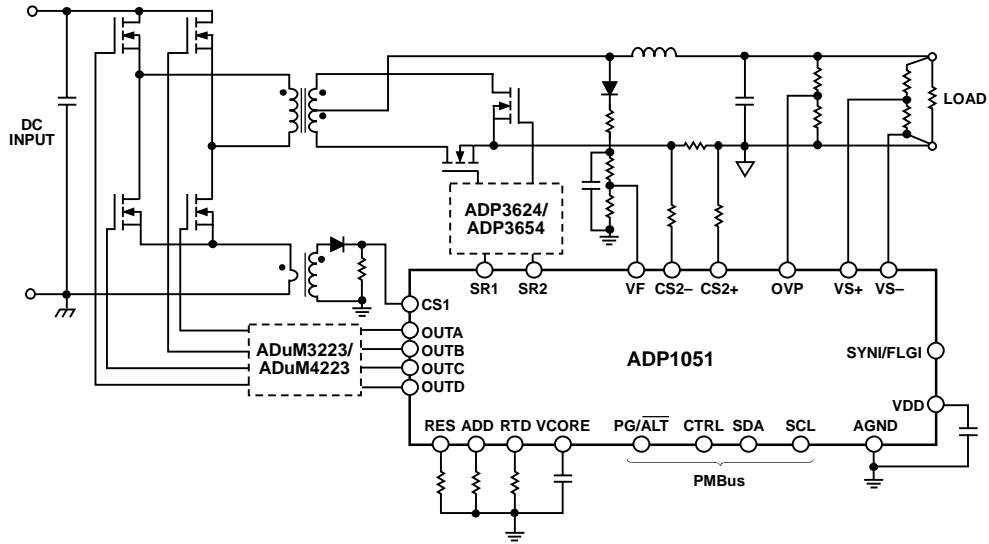 DC
INPUT
LOAD
ADP3624/
ADP3654
SR1 SR2 VF CS2– CS2+ OVP VS+ VS–
CS1
ADuM3223/
ADuM4223
OUTA
OUTB
OUTC
OUTD
ADP1051
SYNI/FLGI
VDD
RES ADD RTD VCORE PG/ALT CTRL SDA SCL AGND
PMBus